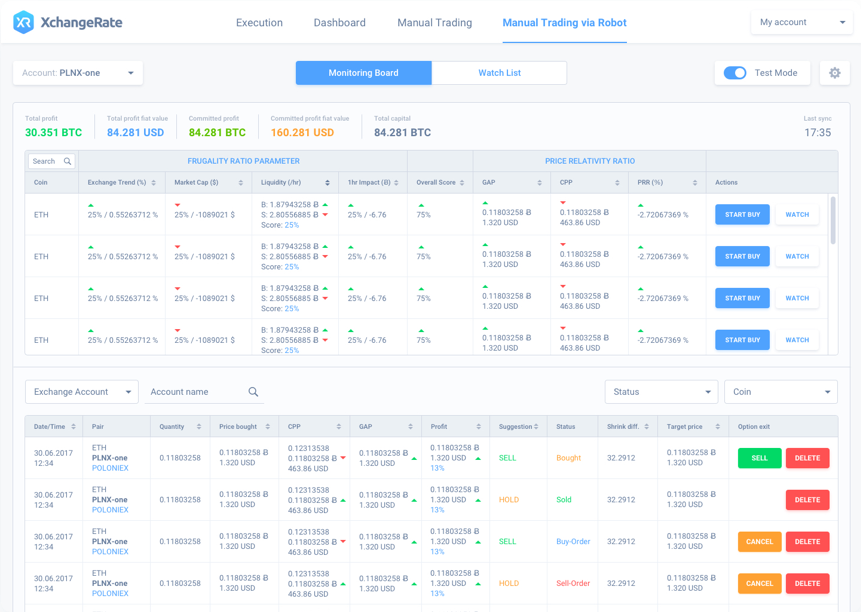 XR XchangeRate
Execution
Dashboard
Manual Trading
Manual Trading via Robot
My account
Account: PLNX-one
Monitoring Board
Watch List
Test Mode
Total profit
30.351 BTC
Total profit fiat value
84.281 USD
Committed profit
84.281 BTC
Committed profit fiat value
160.281 USD
Total capital
84.281 BTC
Last sync
17:35
Search
FRUGALITY RATIO PARAMETER
PRICE RELATIVITY RATIO
Coin
Exchange Trend (%)
Market Cap ($)
Liquidity (/hr)
1hr Impact (Ƀ)
Overall Score
GAP
CPP
PRR (%)
Actions
ETH
25% / 0.55263712 %
25% / -1089021 $
B: 1.87943258 Ƀ
S: 2.80556885 Ƀ
Score: 25%
25% / -6.76
75%
0.11803258 Ƀ
1.320 USD
0.11803258 Ƀ
463.86 USD
-2.72067369 %
START BUY
WATCH
ETH
25% / 0.55263712 %
25% / -1089021 $
B: 1.87943258 Ƀ
S: 2.80556885 Ƀ
Score: 25%
25% / -6.76
75%
0.11803258 Ƀ
1.320 USD
0.11803258 Ƀ
463.86 USD
-2.72067369 %
START BUY
WATCH
ETH
25% / 0.55263712 %
25% / -1089021 $
B: 1.87943258 Ƀ
S: 2.80556885 Ƀ
Score: 25%
25% / -6.76
75%
0.11803258 Ƀ
1.320 USD
0.11803258 Ƀ
463.86 USD
-2.72067369 %
START BUY
WATCH
ETH
25% / 0.55263712 %
25% / -1089021 $
B: 1.87943258 Ƀ
S: 2.80556885 Ƀ
Score: 25%
25% / -6.76
75%
0.11803258 Ƀ
1.320 USD
0.11803258 Ƀ
463.86 USD
-2.72067369 %
START BUY
WATCH
Exchange Account
Account name
Status
Coin
Date/Time
Pair
Quantity
Price bought
CPP
GAP
Profit
Suggestion
Status
Shrink diff.
Target price
Option exit
30.06.2017
12:34
ETH
PLNX-one
POLONIEX
0.11803258
0.11803258 Ƀ
1.320 USD
0.12313538
0.11803258 Ƀ
463.86 USD
0.11803258 Ƀ
1.320 USD
0.11803258 Ƀ
1.320 USD
13%
SELL
Bought
32.2912
0.11803258 Ƀ
1.320 USD
SELL
DELETE
30.06.2017
12:34
ETH
PLNX-one
POLONIEX
0.11803258
0.11803258 Ƀ
1.320 USD
0.12313538
0.11803258 Ƀ
463.86 USD
0.11803258 Ƀ
1.320 USD
0.11803258 Ƀ
1.320 USD
13%
HOLD
Sold
32.2912
0.11803258 Ƀ
1.320 USD
DELETE
30.06.2017
12:34
ETH
PLNX-one
POLONIEX
0.11803258
0.11803258 Ƀ
1.320 USD
0.12313538
0.11803258 Ƀ
463.86 USD
0.11803258 Ƀ
1.320 USD
0.11803258 Ƀ
1.320 USD
13%
SELL
Buy-Order
32.2912
0.11803258 Ƀ
1.320 USD
CANCEL
DELETE
30.06.2017
12:34
ETH
PLNX-one
POLONIEX
0.11803258
0.11803258 Ƀ
1.320 USD
0.12313538
0.11803258 Ƀ
463.86 USD
0.11803258 Ƀ
1.320 USD
0.11803258 Ƀ
1.320 USD
13%
HOLD
Sell-Order
32.2912
0.11803258 Ƀ
1.320 USD
CANCEL
DELETE